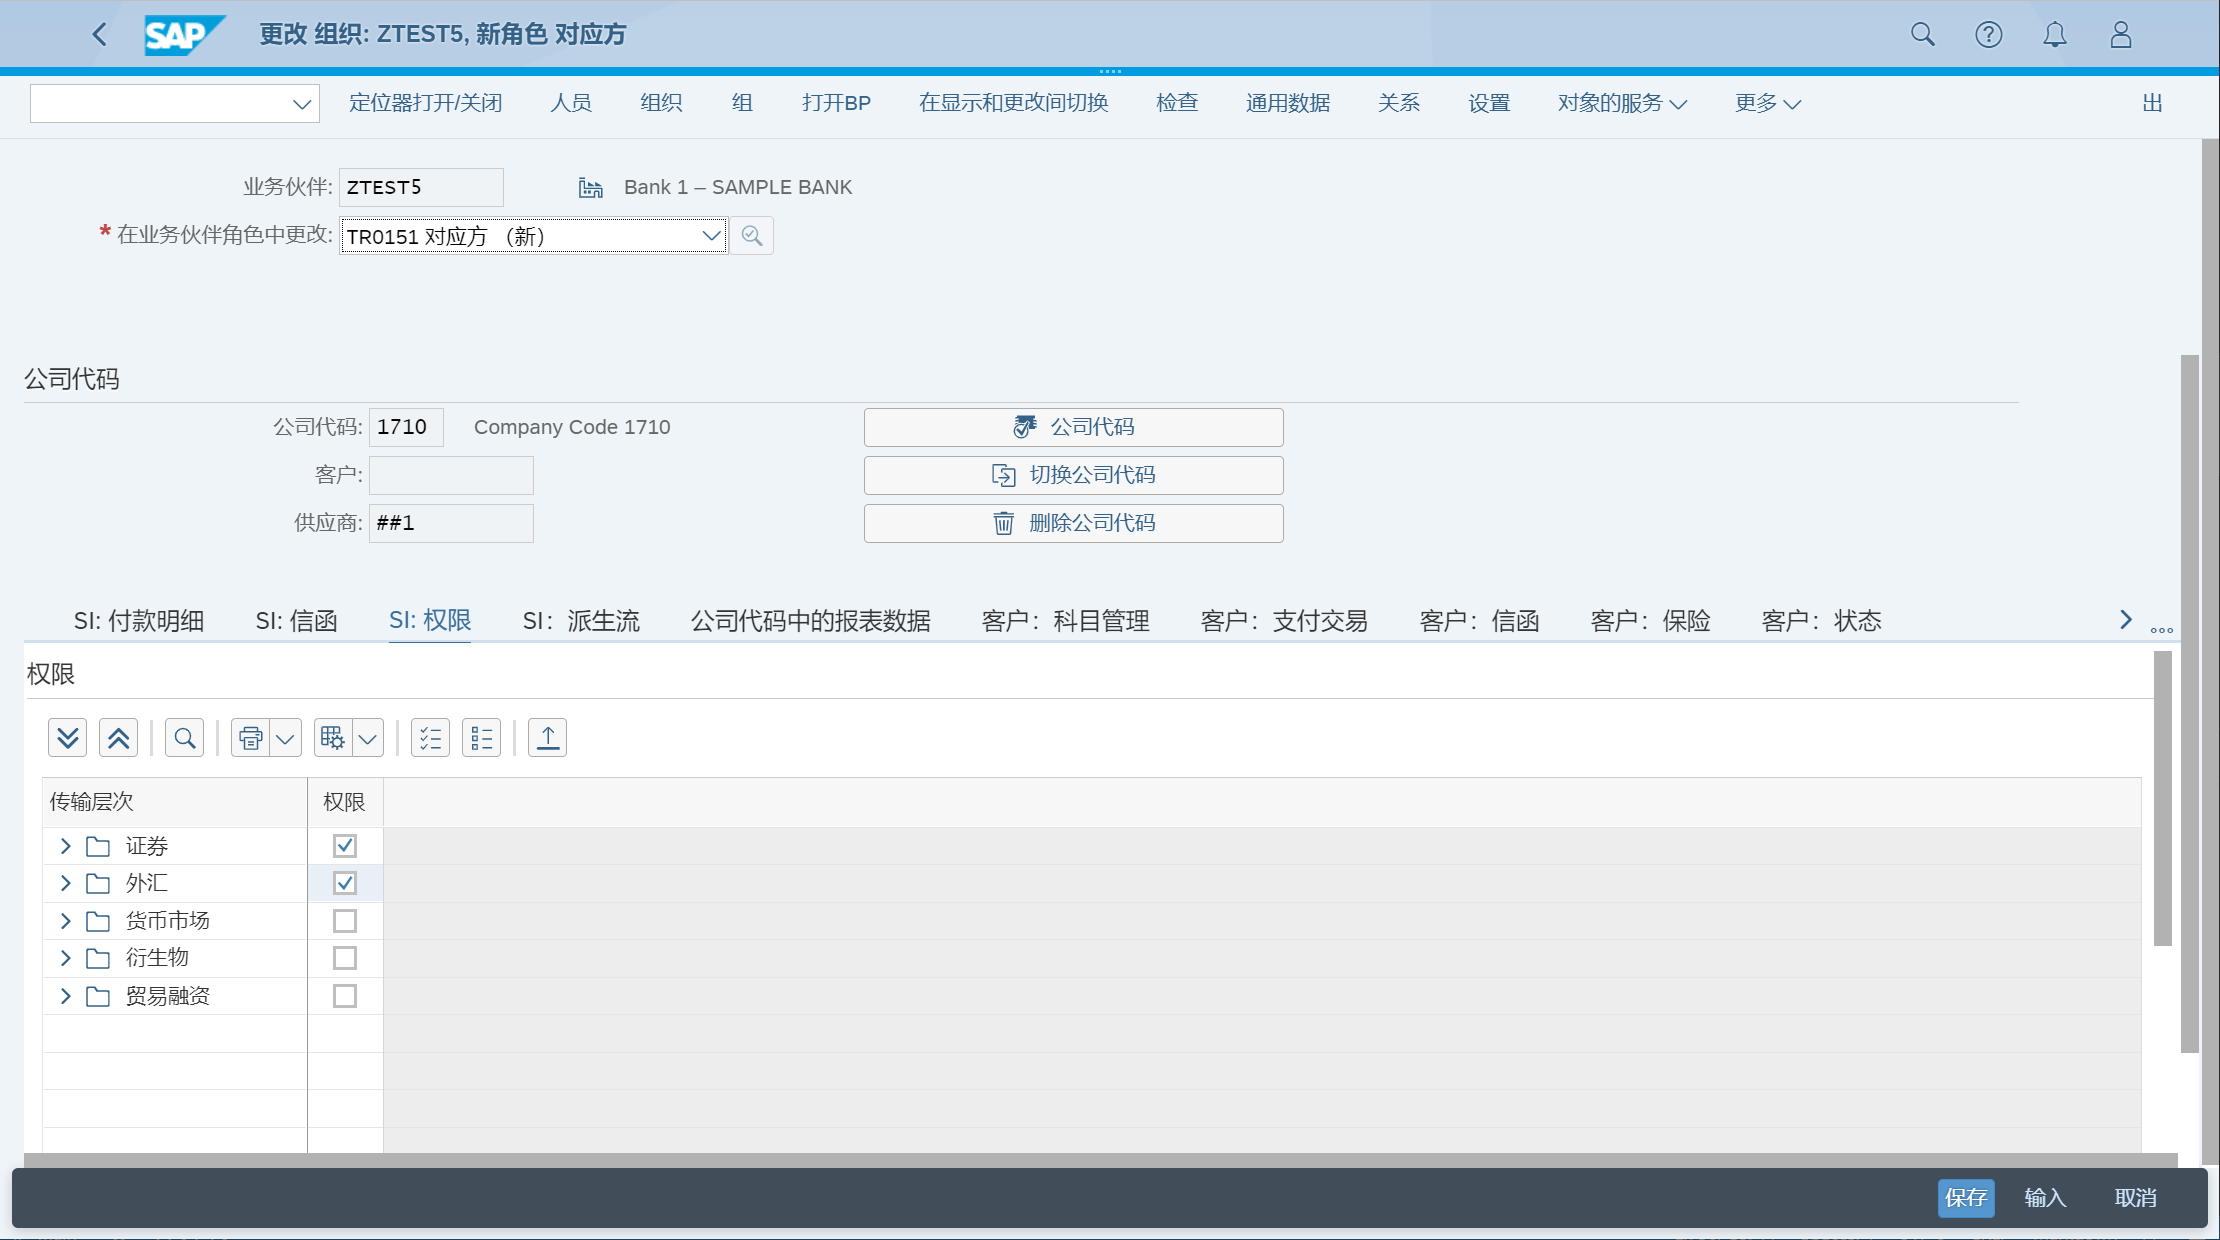 SAP 更改 组织: ZTEST5, 新角色 对应方
定位器打开/关闭 人员 组织 组 打开BP 在显示和更改间切换 检查 通用数据 关系 设置 对象的服务 更多 出
业务伙伴: ZTEST5 Bank 1 – SAMPLE BANK
* 在业务伙伴角色中更改: TR0151 对应方 （新）
公司代码
公司代码: 1710 Company Code 1710 公司代码
客户: 切换公司代码
供应商: ##1 删除公司代码
SI: 付款明细 SI: 信函 SI: 权限 SI：派生流 公司代码中的报表数据 客户：科目管理 客户：支付交易 客户：信函 客户：保险 客户：状态
权限
传输层次 权限
证券
外汇
货币市场
衍生物
贸易融资
保存 输入 取消